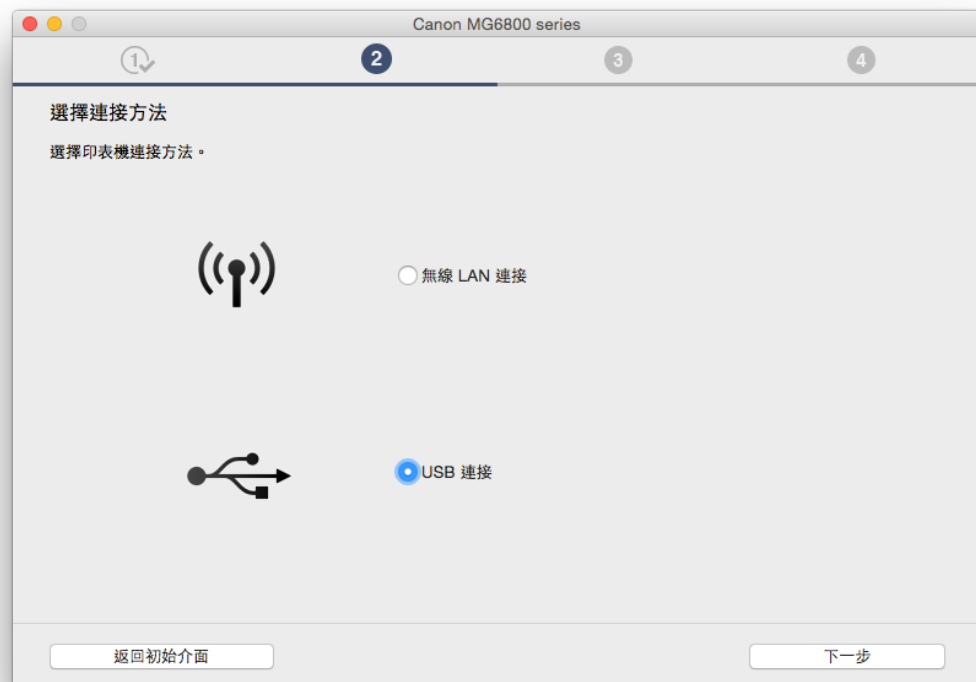 Canon MG6800 series
1 2 3 4
選擇連接方法
選擇印表機連接方法。
無線 LAN 連接
USB 連接
返回初始介面 下一步